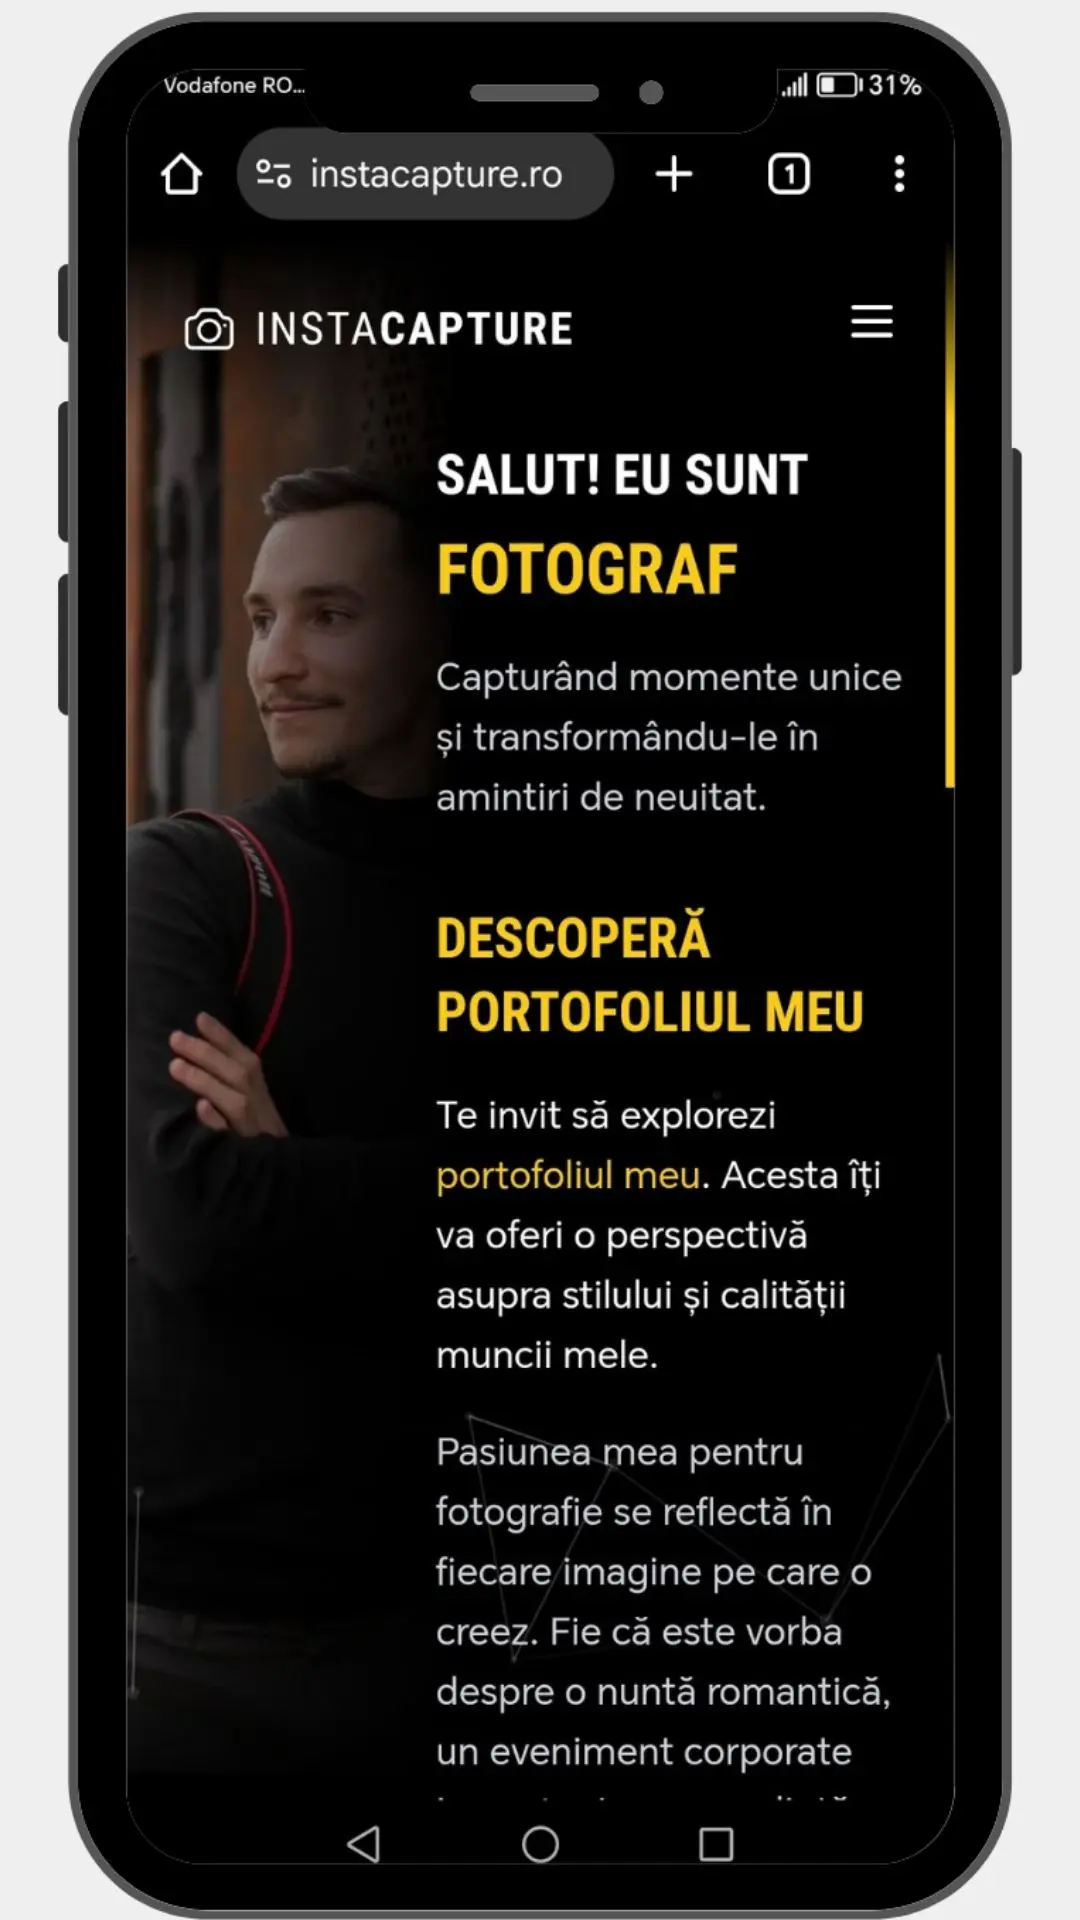 Vodafone RO...
31%
instacapture.ro
1
INSTACAPTURE
SALUT! EU SUNT
FOTOGRAF
Capturând momente unice
și transformându-le în
amintiri de neuitat.
DESCOPERĂ
PORTOFOLIUL MEU
Te invit să explorezi
portofoliul meu. Acesta îți
va oferi o perspectivă
asupra stilului și calității
muncii mele.
Pasiunea mea pentru
fotografie se reflectă în
fiecare imagine pe care o
creez. Fie că este vorba
despre o nuntă romantică,
un eveniment corporate